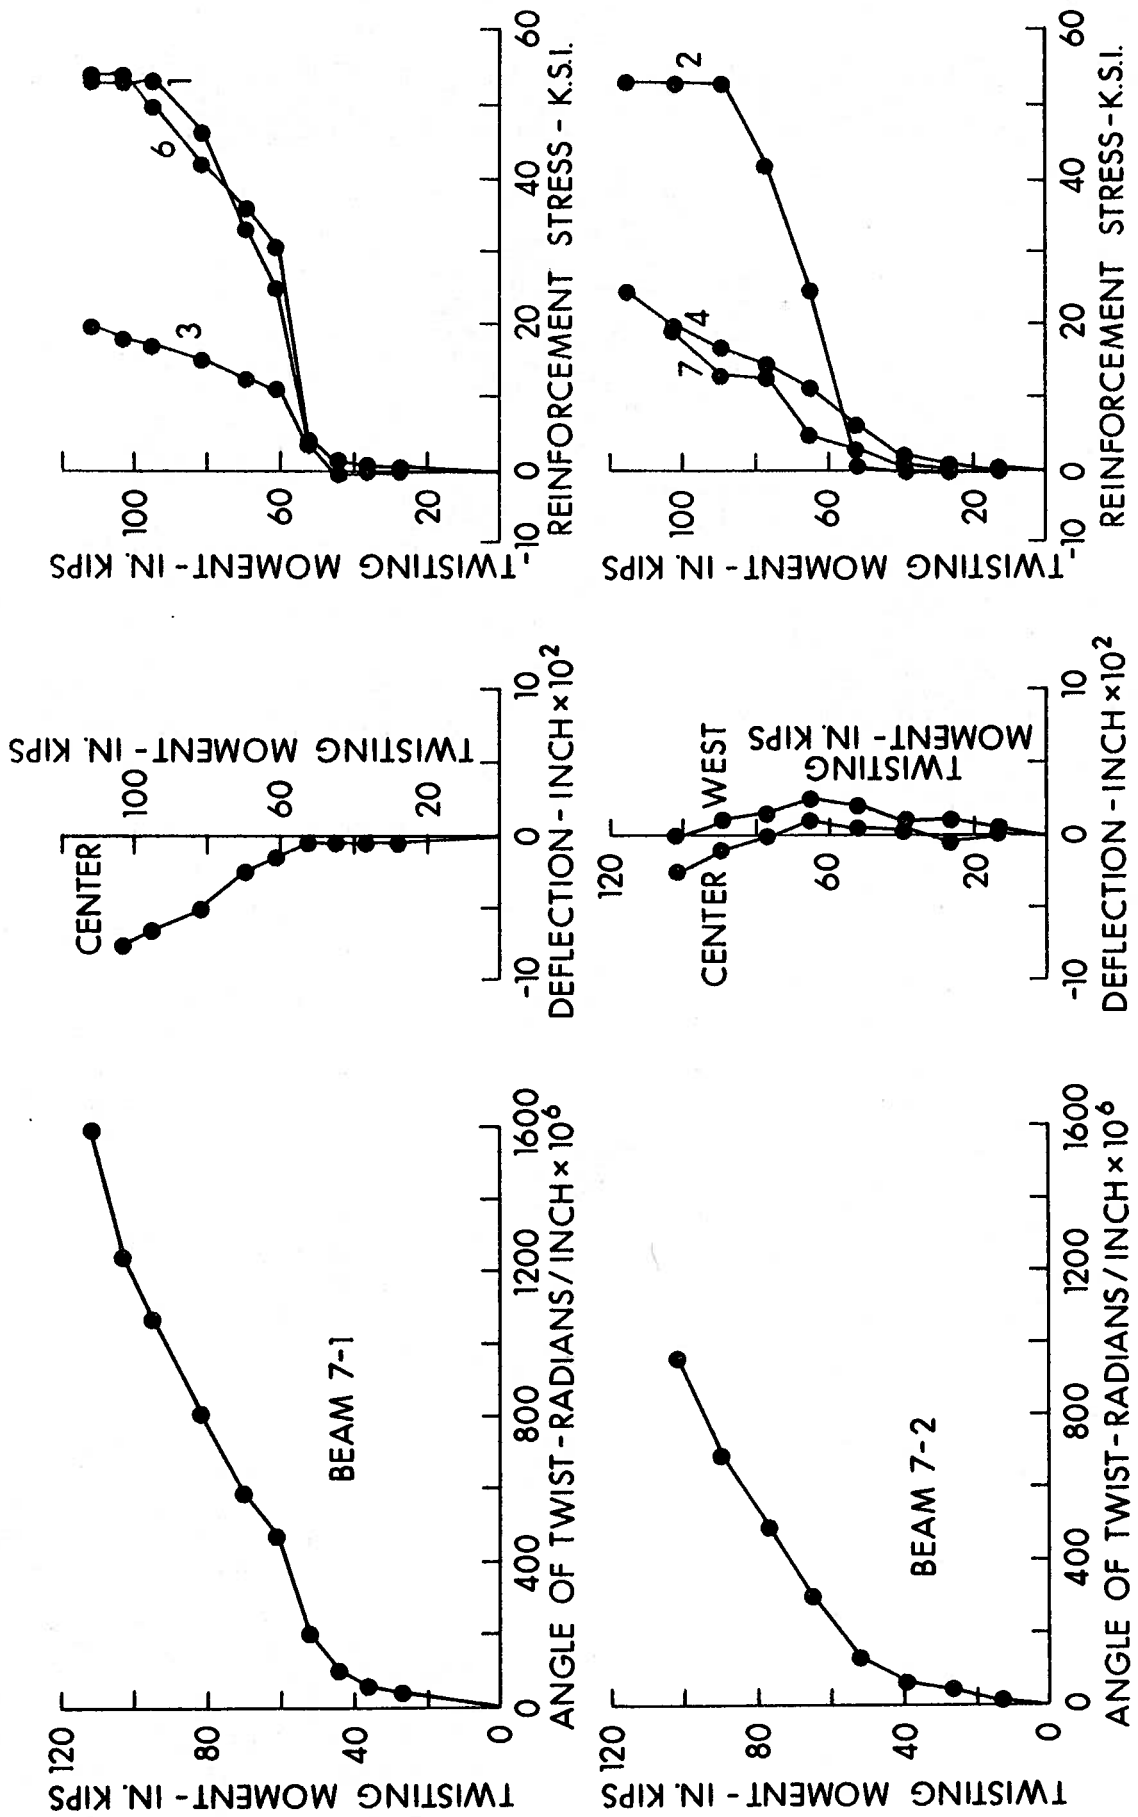 TWISTING MOMENT - IN. KIPS
120
80
40
0
400
800
1200
1600
ANGLE OF TWIST - RADIANS / INCH × 10⁶
BEAM 7-1
CENTER
TWISTING
MOMENT - IN. KIPS
100
60
20
-10
0
10
DEFLECTION - INCH × 10²
TWISTING MOMENT - IN. KIPS
100
60
20
3
6
1
-10
0
20
40
60
REINFORCEMENT STRESS - K.S.I.
TWISTING MOMENT - IN. KIPS
120
80
40
0
0
400
800
1200
1600
ANGLE OF TWIST - RADIANS / INCH × 10⁶
BEAM 7-2
120
60
20
CENTER
WEST
TWISTING
MOMENT - IN. KIPS
-10
0
10
DEFLECTION - INCH × 10²
TWISTING MOMENT - IN. KIPS
100
60
20
7
4
2
-10
0
20
40
60
REINFORCEMENT STRESS - K.S.I.